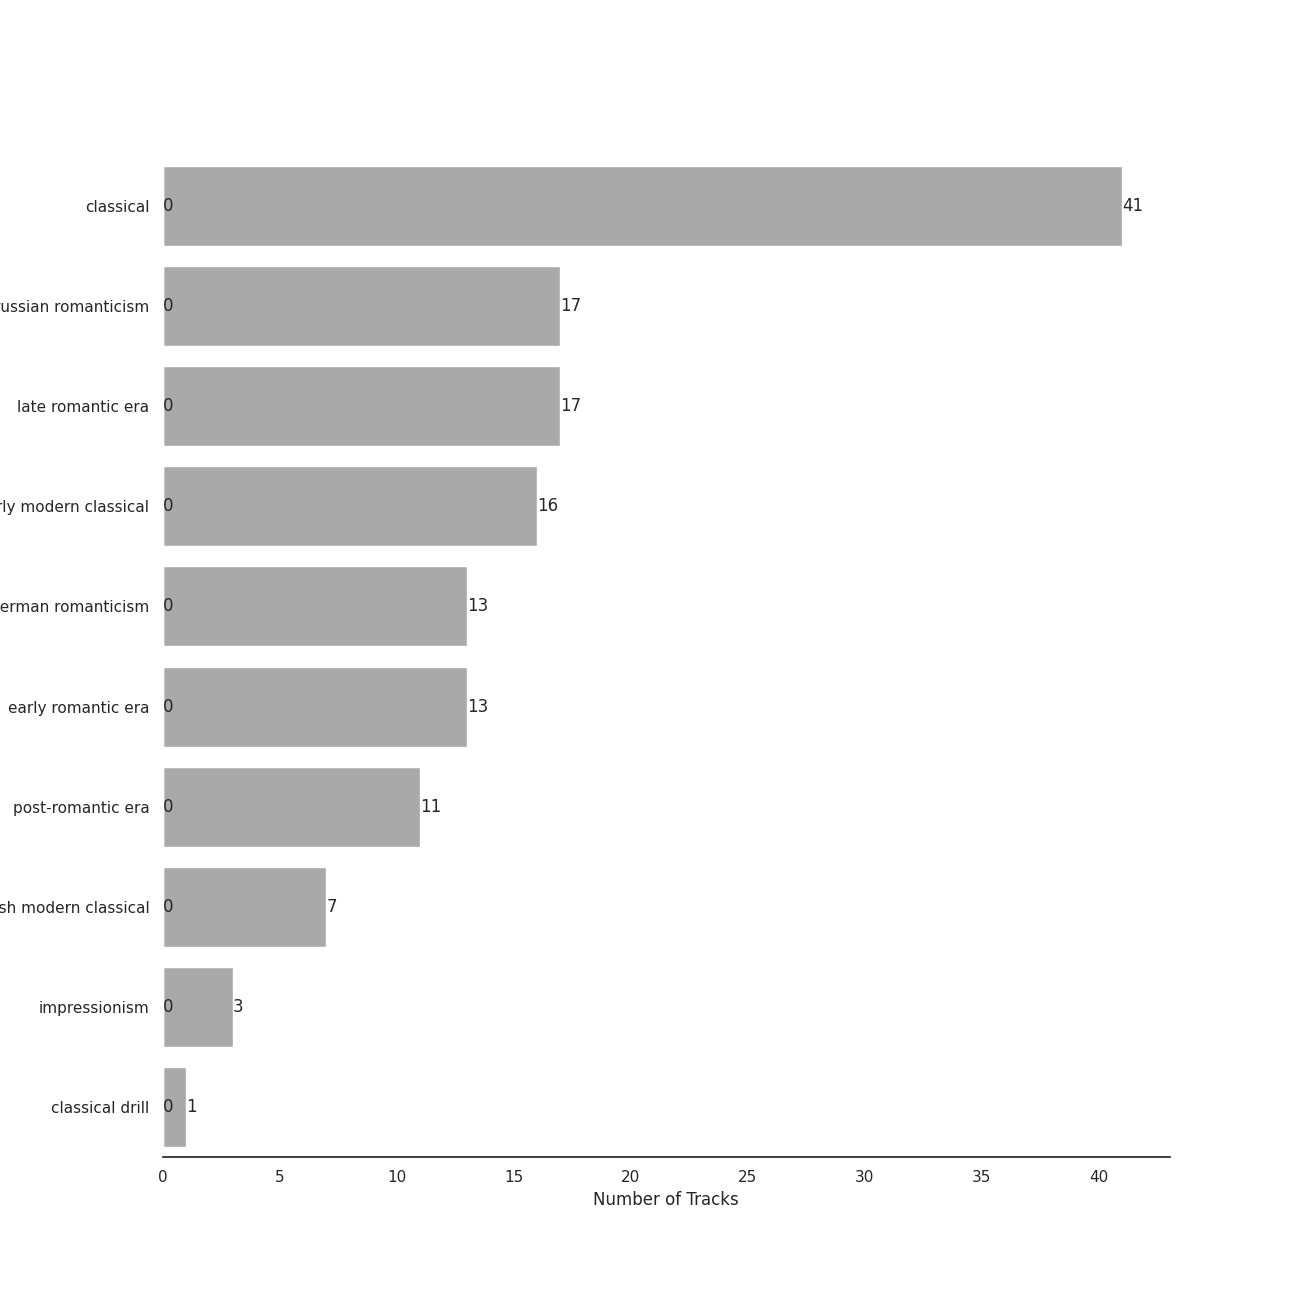 classical 0 41
ussian romanticism 0 17
late romantic era 0 17
rly modern classical 0 16
erman romanticism 0 13
early romantic era 0 13
post-romantic era 0 11
sh modern classical 0 7
impressionism 0 3
classical drill 0 1
0 5 10 15 20 25 30 35 40
Number of Tracks